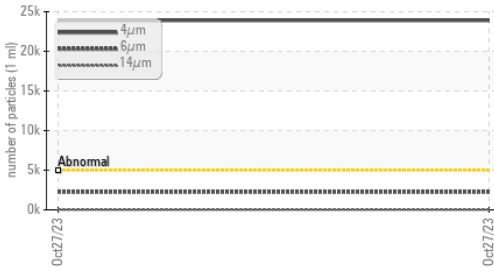 25k
20k
15k
10k
5k
0k
number of particles (1 ml)
4µm
6µm
14µm
Abnormal
Oct27/23
Oct27/23